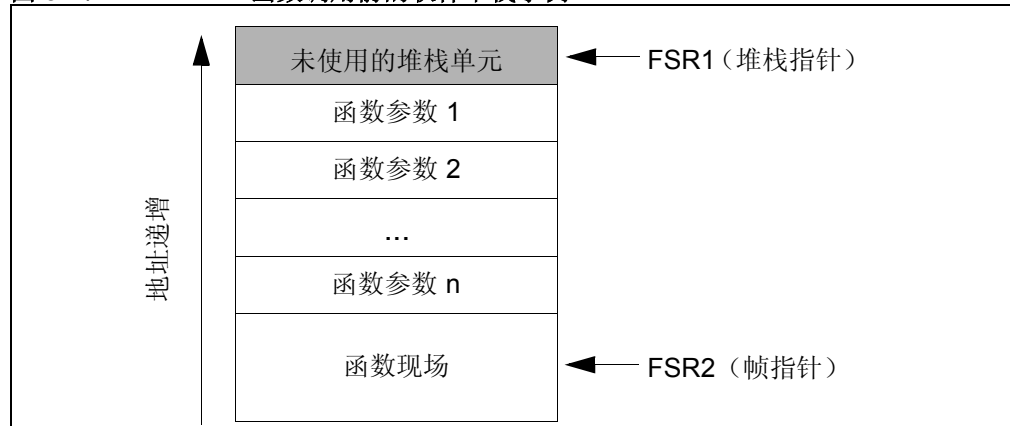 未使用的堆栈单元
FSR1（堆栈指针）
函数参数 1
函数参数 2
...
函数参数 n
函数现场
FSR2（帧指针）
地址递增